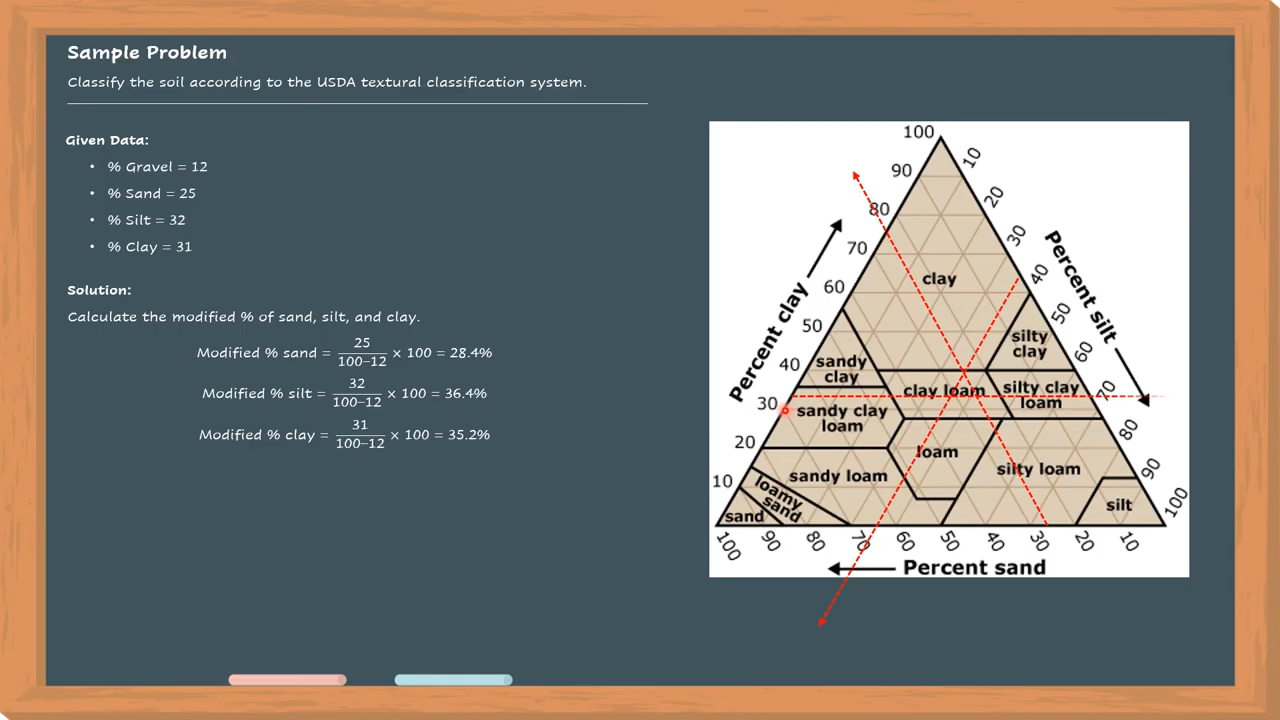 Sample Problem
Classify the soil according to the USDA textural classification system.
Given Data:
• % Gravel = 12
• % Sand = 25
• % Silt = 32
• % Clay = 31
Solution:
Calculate the modified % of sand, silt, and clay.
Modified % sand = 25/100–12 × 100 = 28.4%
Modified % silt = 32/100–12 × 100 = 36.4%
Modified % clay = 31/100–12 × 100 = 35.2%
Percent clay
10
20
30
40
50
60
70
80
90
100
Percent silt
10
20
30
40
50
60
70
80
90
100
clay
silty
clay
sandy
clay
clay loam
silty clay
loam
sandy clay
loam
loam
silty loam
sandy loam
loamy
sand
sand
silt
100
90
80
70
60
50
40
30
20
10
Percent sand